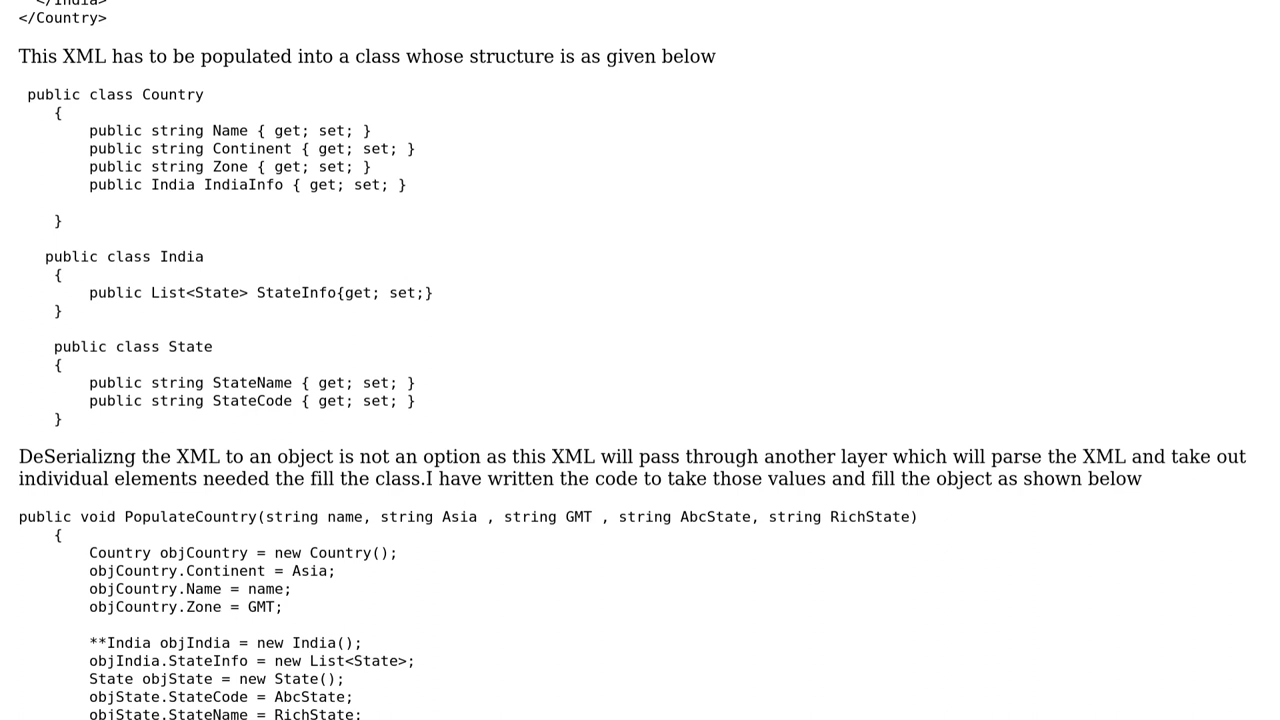 </India>
</Country>
This XML has to be populated into a class whose structure is as given below
public class Country
{
public string Name { get; set; }
public string Continent { get; set; }
public string Zone { get; set; }
public India IndiaInfo { get; set; }
}
public class India
{
public List<State> StateInfo{get; set;}
}
public class State
{
public string StateName { get; set; }
public string StateCode { get; set; }
}
DeSerializng the XML to an object is not an option as this XML will pass through another layer which will parse the XML and take out
individual elements needed the fill the class.I have written the code to take those values and fill the object as shown below
public void PopulateCountry(string name, string Asia , string GMT , string AbcState, string RichState)
{
Country objCountry = new Country();
objCountry.Continent = Asia;
objCountry.Name = name;
objCountry.Zone = GMT;
**India objIndia = new India();
objIndia.StateInfo = new List<State>;
State objState = new State();
objState.StateCode = AbcState;
objState.StateName = RichState;